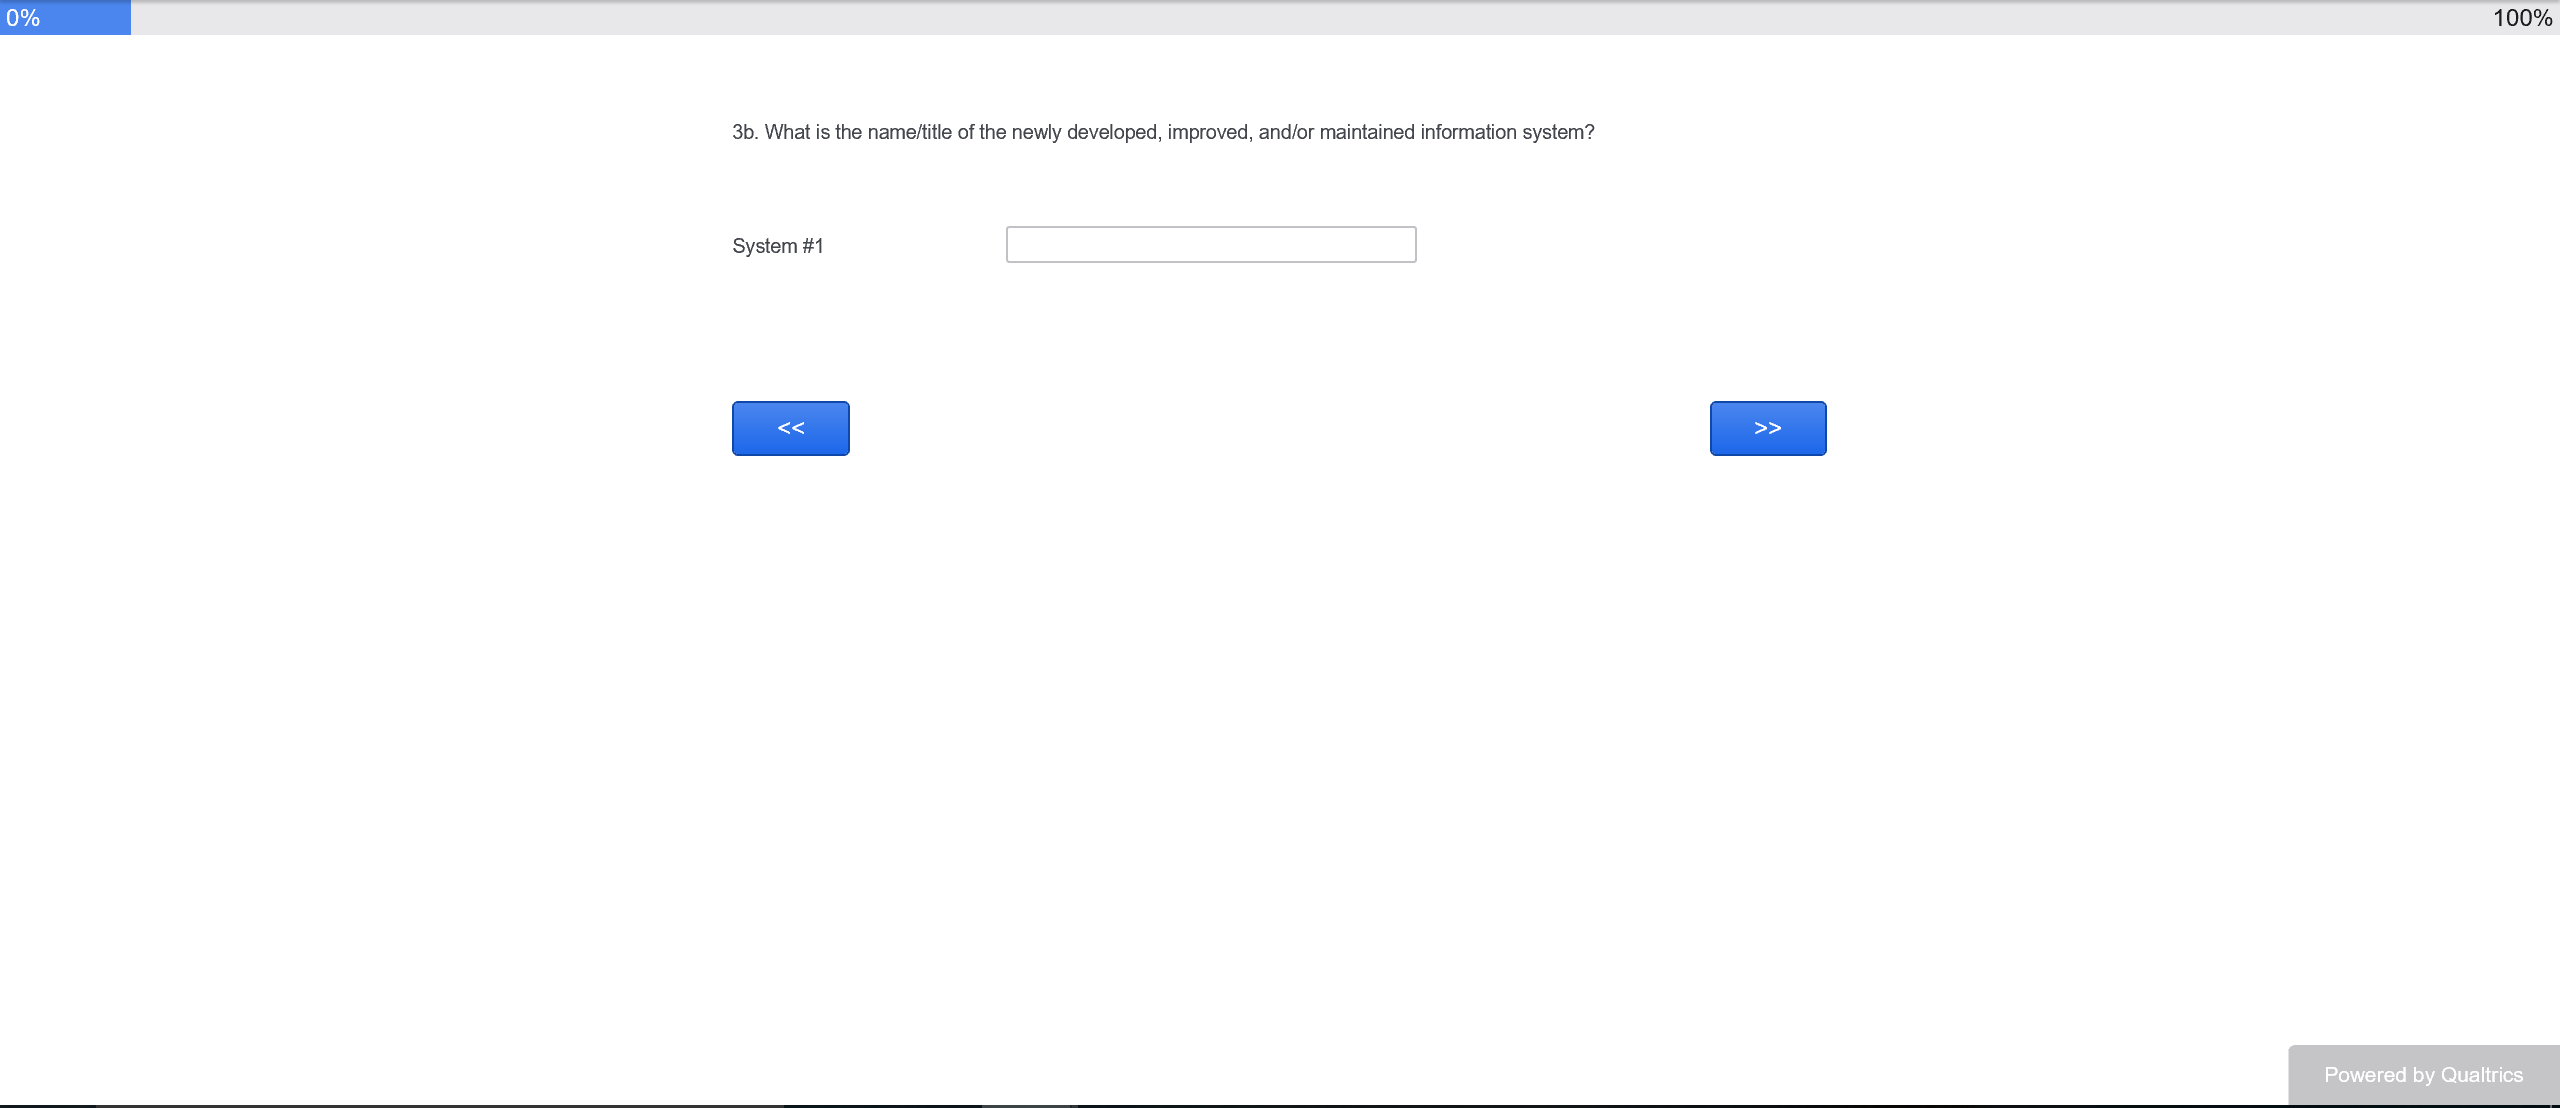 0%
100%
3b. What is the name/title of the newly developed, improved, and/or maintained information system?
System #1
<<
>>
Powered by Qualtrics